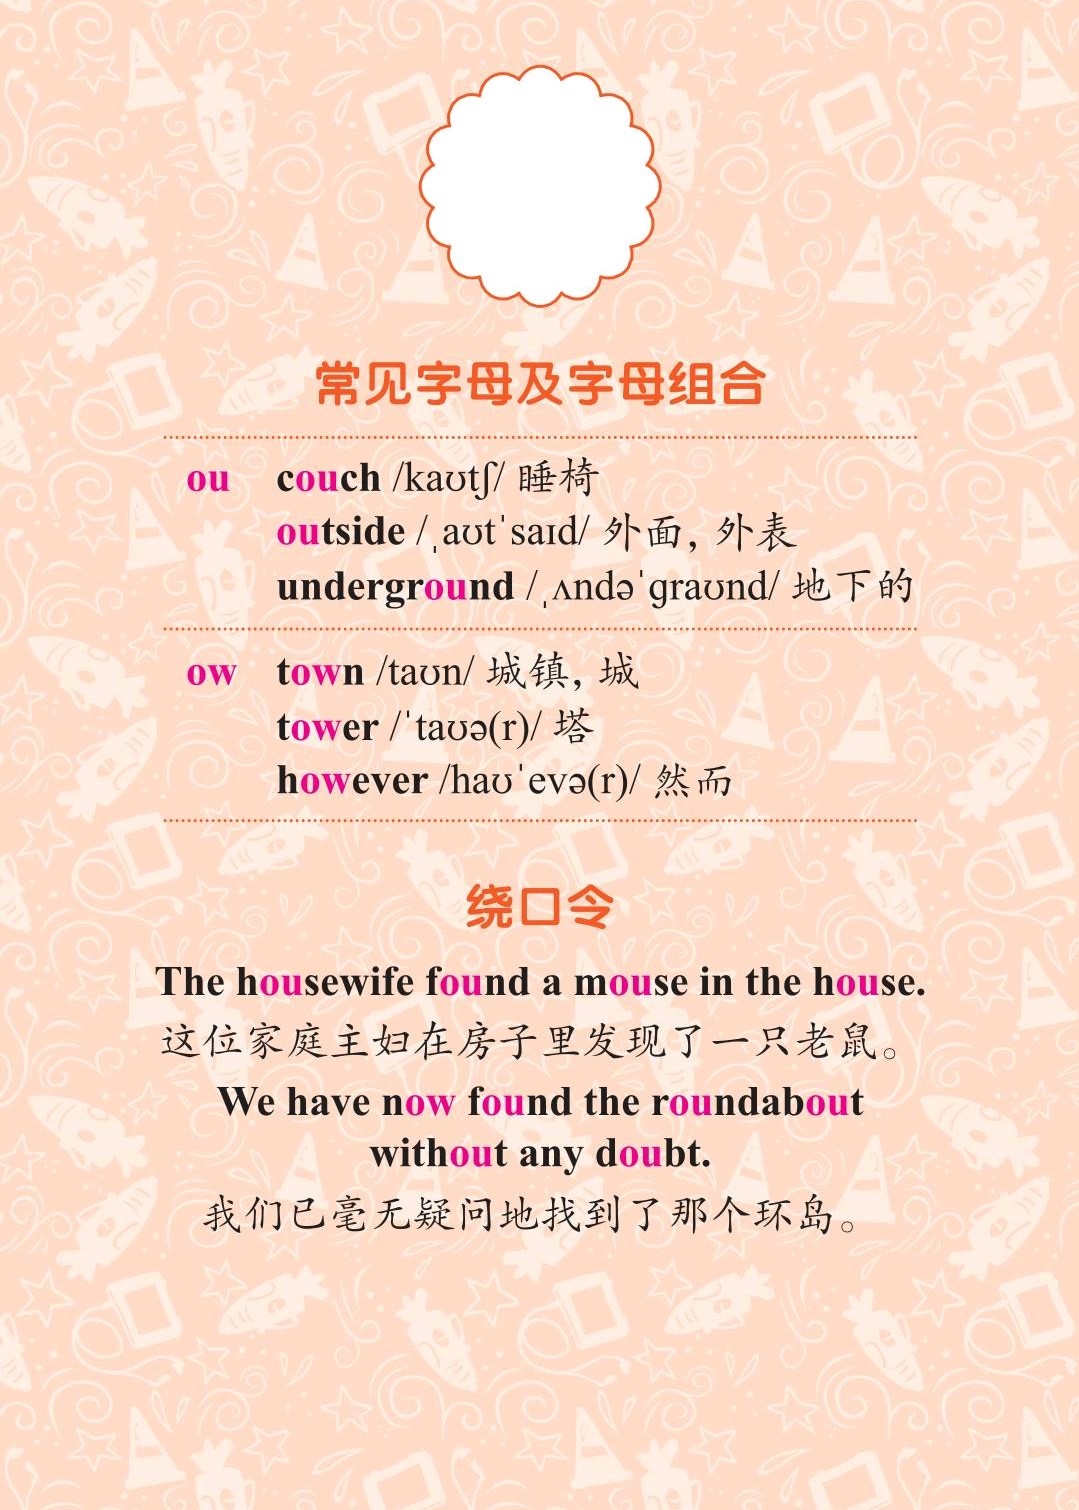 常见字母及字母组合
ou couch /kaʊtʃ/ 睡椅
outside /ˌaʊtˈsaɪd/ 外面, 外表
underground /ˌʌndəˈɡraʊnd/ 地下的
ow town /taʊn/ 城镇, 城
tower /ˈtaʊə(r)/ 塔
however /haʊˈevə(r)/ 然而
绕口令
The housewife found a mouse in the house.
这位家庭主妇在房子里发现了一只老鼠。
We have now found the roundabout
without any doubt.
我们已毫无疑问地找到了那个环岛。